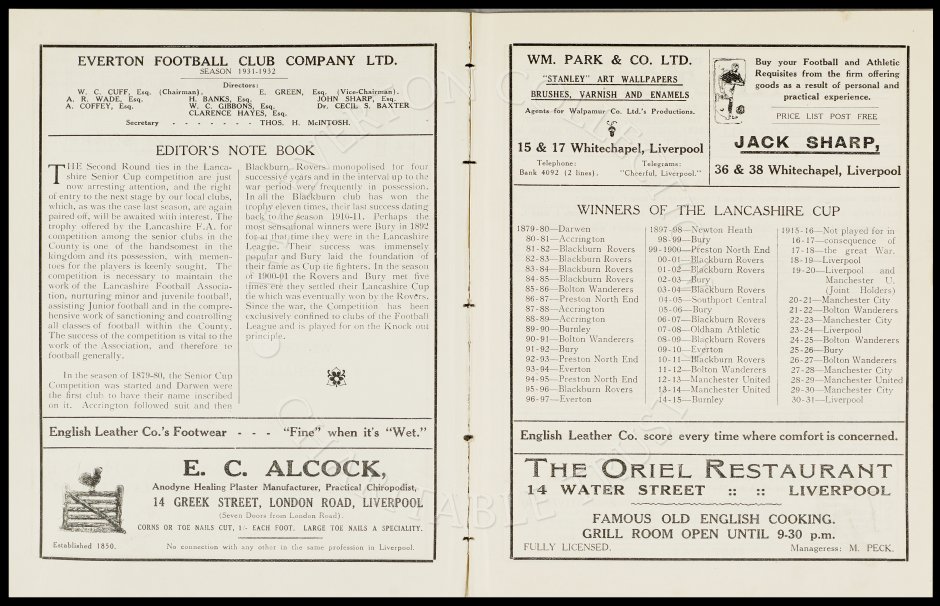 EVERTON FOOTBALL CLUB COMPANY LTD.
SEASON 1931-1932
Directors:
W. C. CUFF, Esq. (Chairman). E. GREEN, Esq. (Vice-Chairman).
A. R. WADE, Esq. H. BANKS, Esq. JOHN SHARP, Esq.
A. COFFEY, Esq. W. C. GIBBONS, Esq. Dr. CECIL S. BAXTER
CLARENCE HAYES, Esq.
Secretary - - - - - - - THOS. H. McINTOSH.
EDITOR'S NOTE BOOK
THE Second Round ties in the Lanca-
shire Senior Cup competition are just
now arresting attention, and the right
of entry to the next stage by our local clubs,
which, as was the case last season, are again
paired off, will be awaited with interest. The
trophy offered by the Lancashire F.A. for
competition among the senior clubs in the
County is one of the handsomest in the
kingdom and its possession, with memen-
toes for the players is keenly sought. The
competition is necessary to maintain the
work of the Lancashire Football Associa-
tion, nurturing minor and juvenile football,
assisting Junior football and in the compre-
hensive work of sanctioning and controlling
all classes of football within the County.
The success of the competition is vital to the
work of the Association, and therefore to
football generally.
In the season of 1879-80, the Senior Cup
Competition was started and Darwen were
the first club to have their name inscribed
on it. Accrington followed suit and then
Blackburn Rovers monopolised for four
successive years and in the interval up to the
war period were frequently in possession.
In all the Blackburn club has won the
trophy eleven times, their last success dating
back to the season 1910-11. Perhaps the
most sensational winners were Bury in 1892
for at that time they were in the Lancashire
League. Their success was immensely
popular and Bury laid the foundation of
their fame as Cup tie fighters. In the season
of 1900-01 the Rovers and Bury met five
times ere they settled their Lancashire Cup
tie which was eventually won by the Rovers.
Since the war, the Competition has been
exclusively confined to clubs of the Football
League and is played for on the Knock out
principle.
English Leather Co.'s Footwear - - - "Fine" when it's "Wet."
E. C. ALCOCK,
Anodyne Healing Plaster Manufacturer, Practical Chiropodist,
14 GREEK STREET, LONDON ROAD, LIVERPOOL
(Seven Doors from London Road).
CORNS OR TOE NAILS CUT, 1/- EACH FOOT. LARGE TOE NAILS A SPECIALITY.
Established 1850. No connection with any other in the same profession in Liverpool.
WM. PARK & CO. LTD.
"STANLEY" ART WALLPAPERS
BRUSHES, VARNISH AND ENAMELS
Agents for Walpamur Co. Ltd.'s Productions.
15 & 17 Whitechapel, Liverpool
Telephone: Telegrams:
Bank 4092 (2 lines). "Cheerful, Liverpool."
Buy your Football and Athletic
Requisites from the firm offering
goods as a result of personal and
practical experience.
PRICE LIST POST FREE
JACK SHARP,
36 & 38 Whitechapel, Liverpool
WINNERS OF THE LANCASHIRE CUP
1879-80—Darwen
80-81—Accrington
81-82—Blackburn Rovers
82-83—Blackburn Rovers
83-84—Blackburn Rovers
84-85—Blackburn Rovers
85-86—Bolton Wanderers
86-87—Preston North End
87-88—Accrington
88-89—Accrington
89-90—Burnley
90-91—Bolton Wanderers
91-92—Bury
92-93—Preston North End
93-94—Everton
94-95—Preston North End
95-96—Blackburn Rovers
96-97—Everton
1897-98—Newton Heath
98-99—Bury
99-1900—Preston North End
00-01—Blackburn Rovers
01-02—Blackburn Rovers
02-03—Bury
03-04—Blackburn Rovers
04-05—Southport Central
05-06—Bury
06-07—Blackburn Rovers
07-08—Oldham Athletic
08-09—Blackburn Rovers
09-10—Everton
10-11—Blackburn Rovers
11-12—Bolton Wanderers
12-13—Manchester United
13-14—Manchester United
14-15—Burnley
1915-16—Not played for in
16-17—consequence of
17-18—the great war.
18-19—Liverpool
19-20—Liverpool and
Manchester U.
(Joint Holders)
20-21—Manchester City
21-22—Bolton Wanderers
22-23—Manchester City
23-24—Liverpool
24-25—Bolton Wanderers
25-26—Bury
26-27—Bolton Wanderers
27-28—Manchester City
28-29—Manchester United
29-30—Manchester City
30-31—Liverpool
English Leather Co. score every time where comfort is concerned.
THE ORIEL RESTAURANT
14 WATER STREET :: :: LIVERPOOL
FAMOUS OLD ENGLISH COOKING.
GRILL ROOM OPEN UNTIL 9-30 p.m.
FULLY LICENSED. Manageress: M. PECK.